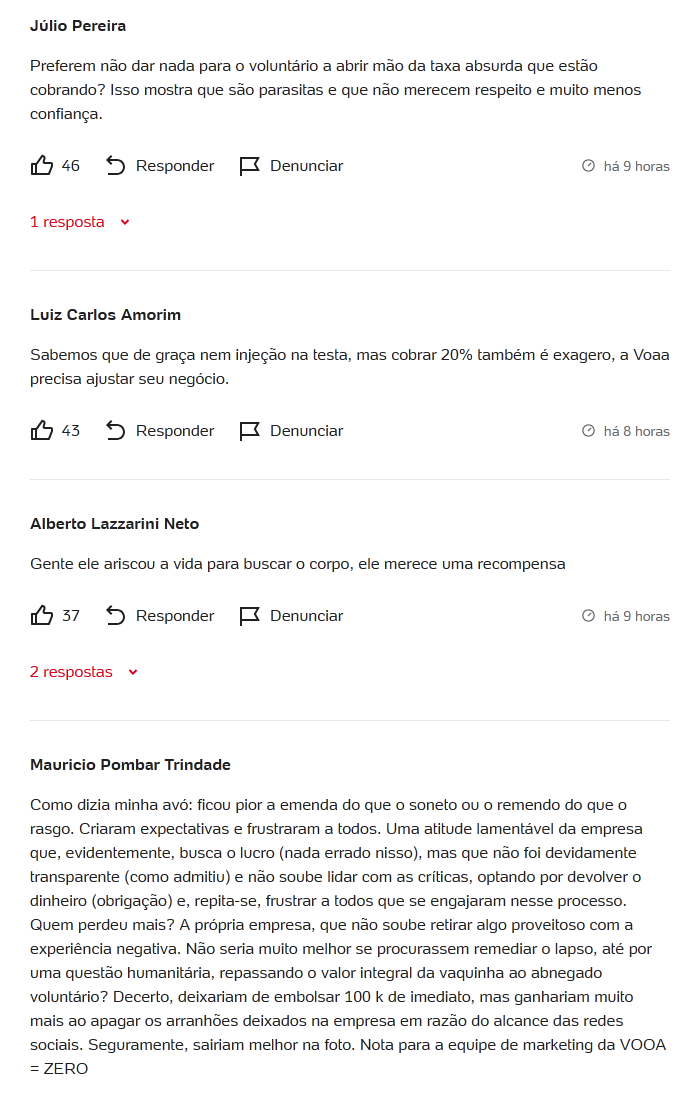 Júlio Pereira
Preferem não dar nada para o voluntário a abrir mão da taxa absurda que estão
cobrando? Isso mostra que são parasitas e que não merecem respeito e muito menos
confiança.
46 Responder Denunciar há 9 horas
1 resposta
Luiz Carlos Amorim
Sabemos que de graça nem injeção na testa, mas cobrar 20% também é exagero, a Voaa
precisa ajustar seu negócio.
43 Responder Denunciar há 8 horas
Alberto Lazzarini Neto
Gente ele ariscou a vida para buscar o corpo, ele merece uma recompensa
37 Responder Denunciar há 9 horas
2 respostas
Mauricio Pombar Trindade
Como dizia minha avó: ficou pior a emenda do que o soneto ou o remendo do que o
rasgo. Criaram expectativas e frustraram a todos. Uma atitude lamentável da empresa
que, evidentemente, busca o lucro (nada errado nisso), mas que não foi devidamente
transparente (como admitiu) e não soube lidar com as críticas, optando por devolver o
dinheiro (obrigação) e, repita-se, frustrar a todos que se engajaram nesse processo.
Quem perdeu mais? A própria empresa, que não soube retirar algo proveitoso com a
experiência negativa. Não seria muito melhor se procurassem remediar o lapso, até por
uma questão humanitária, repassando o valor integral da vaquinha ao abnegado
voluntário? Decerto, deixariam de embolsar 100 k de imediato, mas ganhariam muito
mais ao apagar os arranhões deixados na empresa em razão do alcance das redes
sociais. Seguramente, sairiam melhor na foto. Nota para a equipe de marketing da VOOA
= ZERO